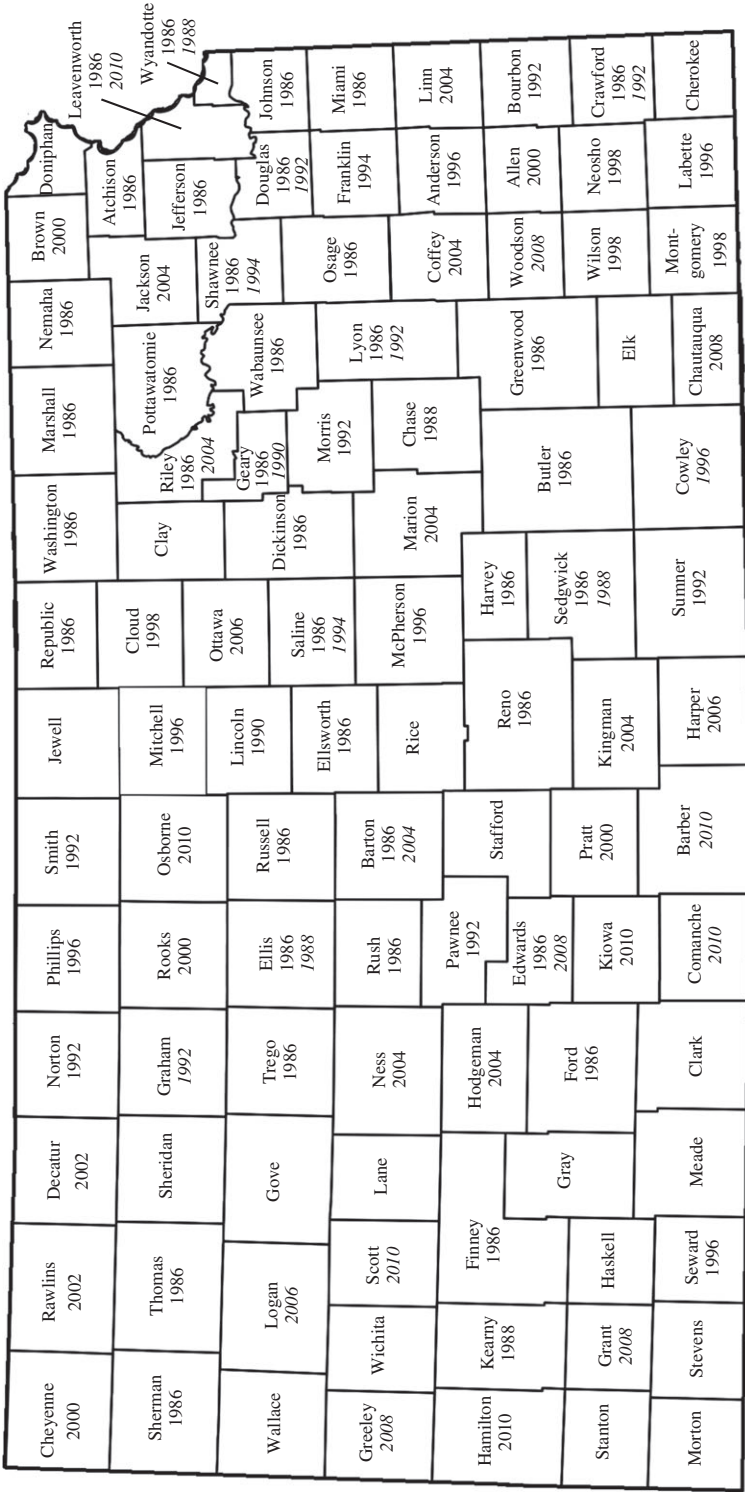 Cheyenne
2000
Rawlins
2002
Decatur
2002
Norton
1992
Phillips
1996
Smith
1992
Jewell
Republic
1986
Washington
1986
Marshall
1986
Nemaha
1986
Brown
2000
Doniphan
Sherman
1986
Thomas
1986
Sheridan
Graham
1992
Rooks
2000
Osborne
2010
Mitchell
1996
Cloud
1998
Clay
Riley
1986
2004
Pottawatomie
1986
Jackson
2004
Atchison
1986
Jefferson
1986
Leavenworth
1986
2010
Wyandotte
1986
1988
Wallace
Logan
2006
Gove
Trego
1986
Ellis
1986
1988
Russell
1986
Lincoln
1990
Ottawa
2006
Dickinson
1986
Geary
1986
1990
Wabaunsee
1986
Shawnee
1986
1994
Douglas
1986
1992
Johnson
1986
Greeley
2008
Wichita
Scott
2010
Lane
Ness
2004
Rush
1986
Barton
1986
2004
Ellsworth
1986
Saline
1986
1994
Morris
1992
Lyon
1986
1992
Osage
1986
Franklin
1994
Miami
1986
Hamilton
2010
Kearny
1988
Finney
1986
Hodgeman
2004
Pawnee
1992
Stafford
Rice
McPherson
1996
Marion
2004
Chase
1988
Coffey
2004
Anderson
1996
Linn
2004
Stanton
Grant
2008
Haskell
Gray
Ford
1986
Edwards
1986
2008
Kiowa
2010
Pratt
2000
Reno
1986
Kingman
2004
Harvey
1986
Sedgwick
1986
1988
Butler
1986
Greenwood
1986
Woodson
2008
Allen
2000
Bourbon
1992
Wilson
1998
Neosho
1998
Crawford
1986
1992
Morton
Stevens
Seward
1996
Meade
Clark
Comanche
2010
Barber
2010
Harper
2006
Sumner
1992
Cowley
1996
Elk
Chautauqua
2008
Mont-
gomery
1998
Labette
1996
Cherokee